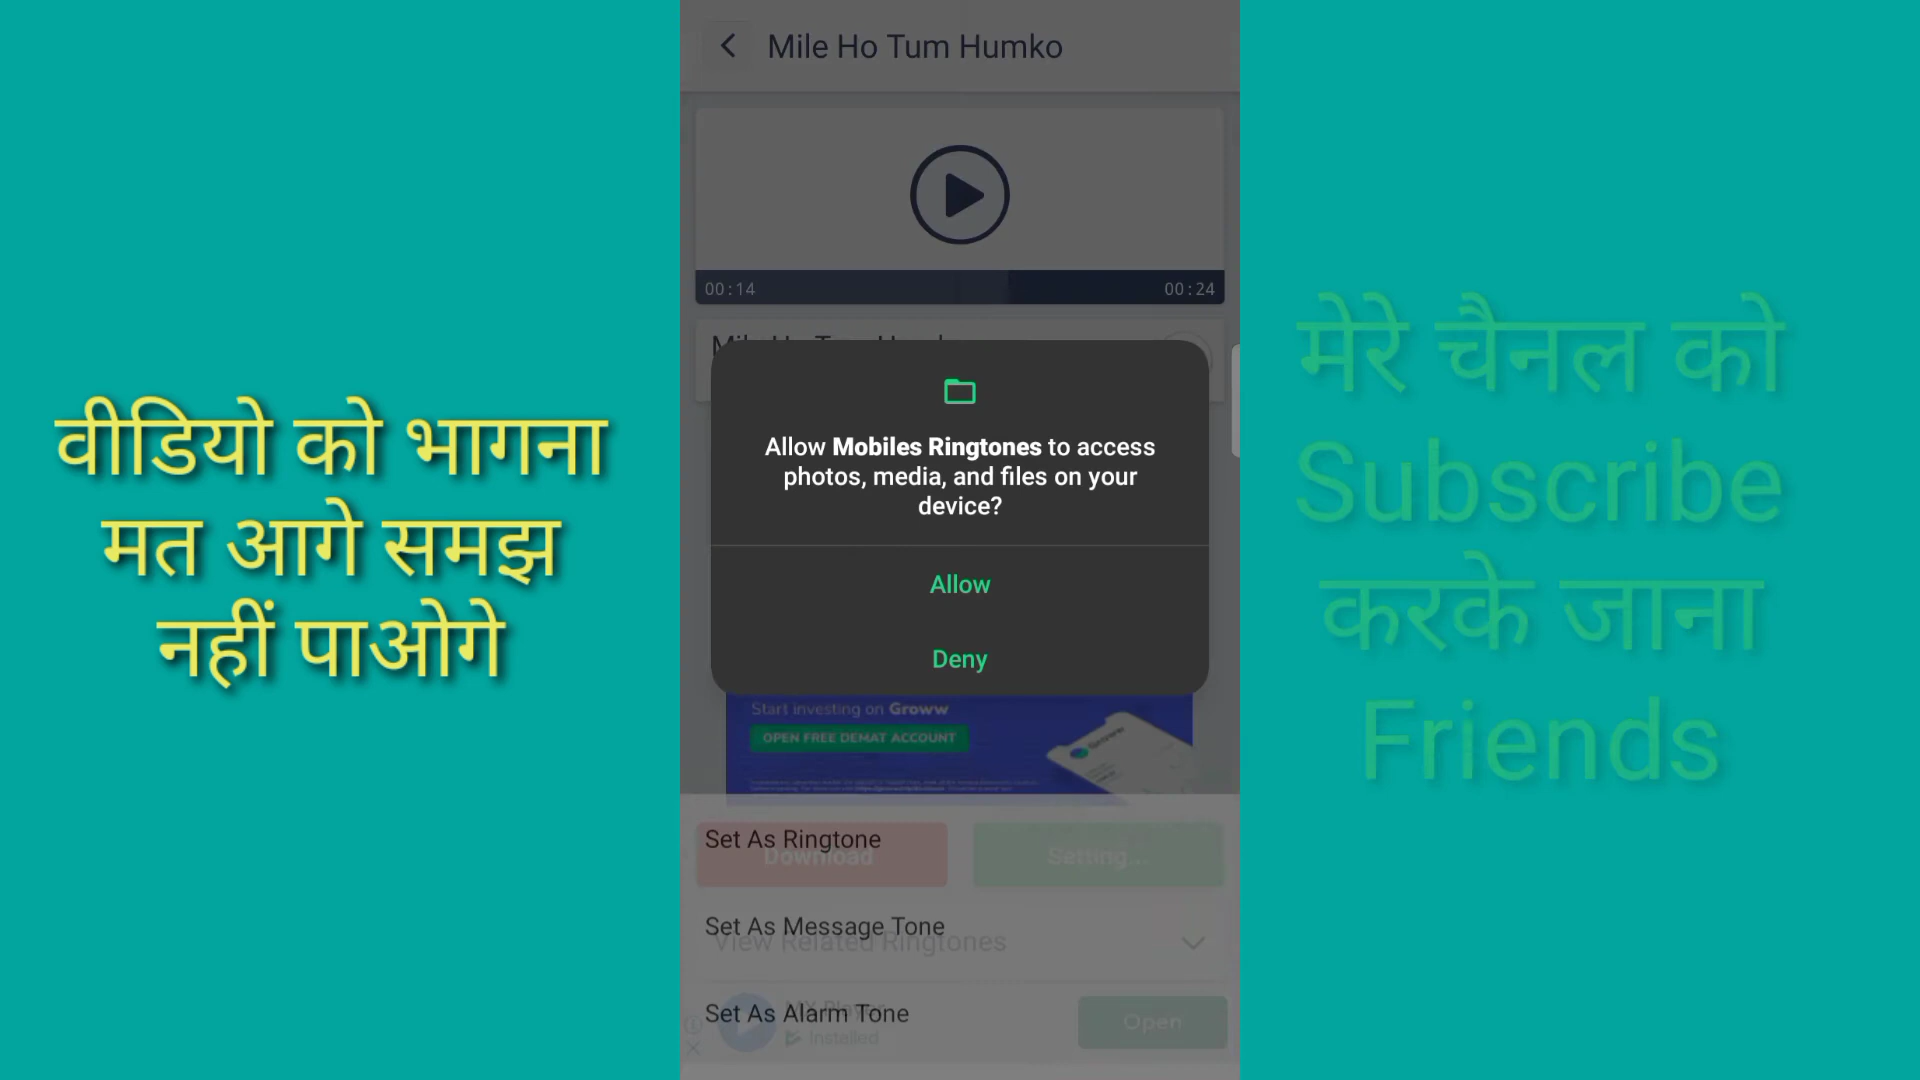 Mile Ho Tum Humko
00:14
00:24
वीडियो को भागना
मत आगे समझ
नहीं पाओगे
Allow Mobiles Ringtones to access
photos, media, and files on your
device?
Allow
Deny
मेरे चैनल को
Subscribe
करके जाना
Friends
Start investing on Groww
OPEN FREE DEMAT ACCOUNT
Set As Ringtone
Download
Setting...
Set As Message Tone
View Related Ringtones
Set As Alarm Tone
MX Player
Installed
Open